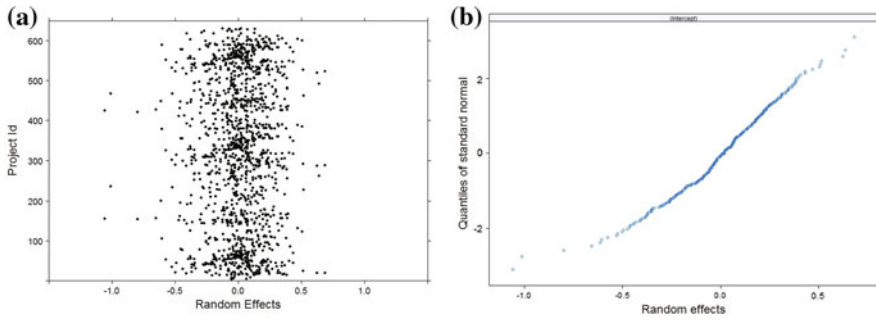 (a)
600
500
400
300
200
100
Project Id
-1.0
-0.5
0.0
0.5
1.0
Random Effects
(b)
(Intercept)
2
0
-2
Quantiles of standard normal
-1.0
-0.5
0.0
0.5
Random effects